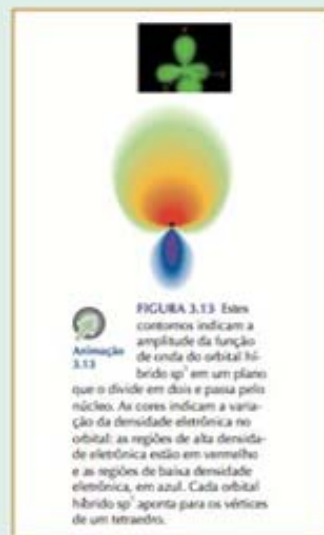 FIGURA 3.13 Estes
contornos indicam a
amplitude da função
de onda do orbital hí-
brido sp³ em um plano
Animação
3.13
que o divide em dois e passa pelo
núcleo. As cores indicam a varia-
ção da densidade eletrônica no
orbital: as regiões de alta densida-
de eletrônica estão em vermelho
e as regiões de baixa densidade
eletrônica, em azul. Cada orbital
híbrido sp³ aponta para os vértices
de um tetraedro.